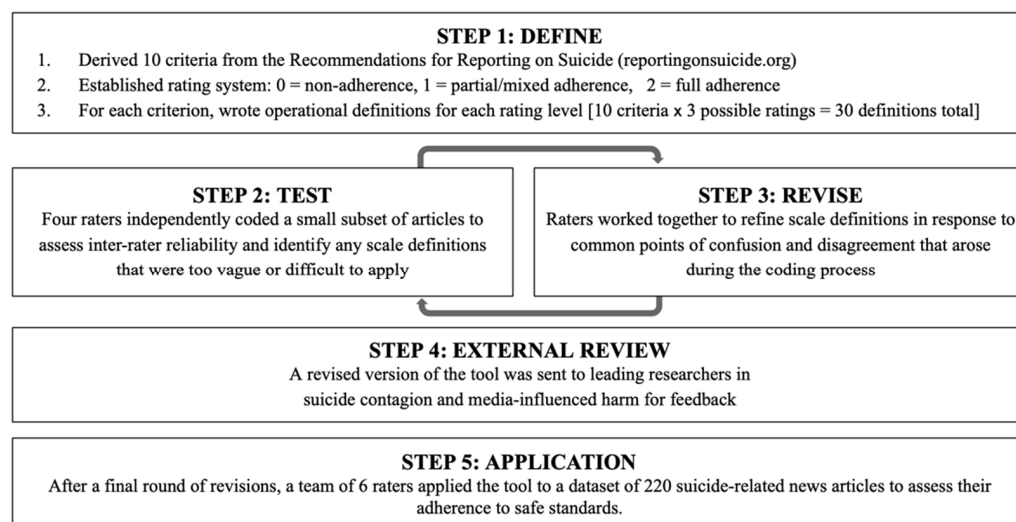 STEP 1: DEFINE
1. Derived 10 criteria from the Recommendations for Reporting on Suicide (reportingonsuicide.org)
2. Established rating system: 0 = non-adherence, 1 = partial/mixed adherence, 2 = full adherence
3. For each criterion, wrote operational definitions for each rating level [10 criteria x 3 possible ratings = 30 definitions total]
STEP 2: TEST
Four raters independently coded a small subset of articles to
assess inter-rater reliability and identify any scale definitions
that were too vague or difficult to apply
STEP 3: REVISE
Raters worked together to refine scale definitions in response to
common points of confusion and disagreement that arose
during the coding process
STEP 4: EXTERNAL REVIEW
A revised version of the tool was sent to leading researchers in
suicide contagion and media-influenced harm for feedback
STEP 5: APPLICATION
After a final round of revisions, a team of 6 raters applied the tool to a dataset of 220 suicide-related news articles to assess their
adherence to safe standards.